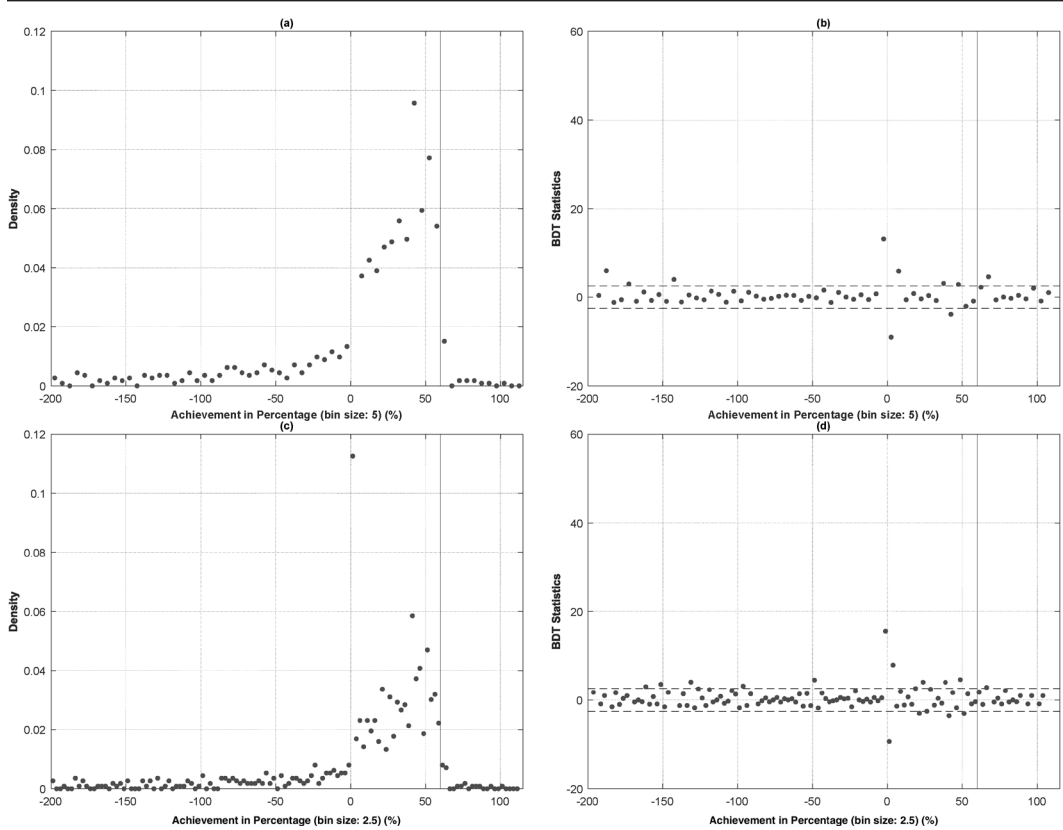 (a)
0.12
0.1
0.08
0.06
0.04
0.02
0
Density
-200 -150 -100 -50 0 50 100
Achievement in Percentage (bin size: 5) (%)
(b)
60
40
20
0
-20
BDT Statistics
-200 -150 -100 -50 0 50 100
Achievement in Percentage (bin size: 5) (%)
(c)
0.12
0.1
0.08
0.06
0.04
0.02
0
Density
-200 -150 -100 -50 0 50 100
Achievement in Percentage (bin size: 2.5) (%)
(d)
60
40
20
0
-20
BDT Statistics
-200 -150 -100 -50 0 50 100
Achievement in Percentage (bin size: 2.5) (%)